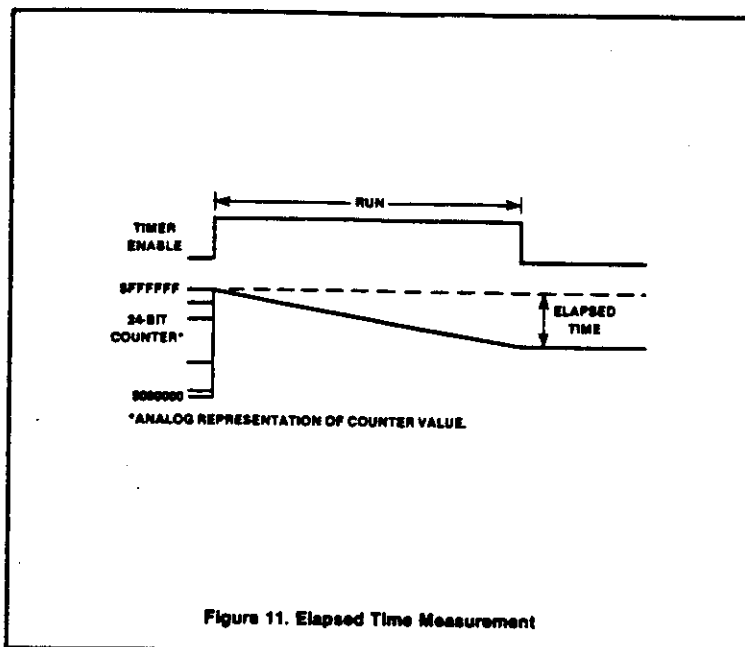 RUN
TIMER
ENABLE
$FFFFFF
24-BIT
COUNTER*
ELAPSED
TIME
$000000
*ANALOG REPRESENTATION OF COUNTER VALUE.
Figure 11. Elapsed Time Measurement